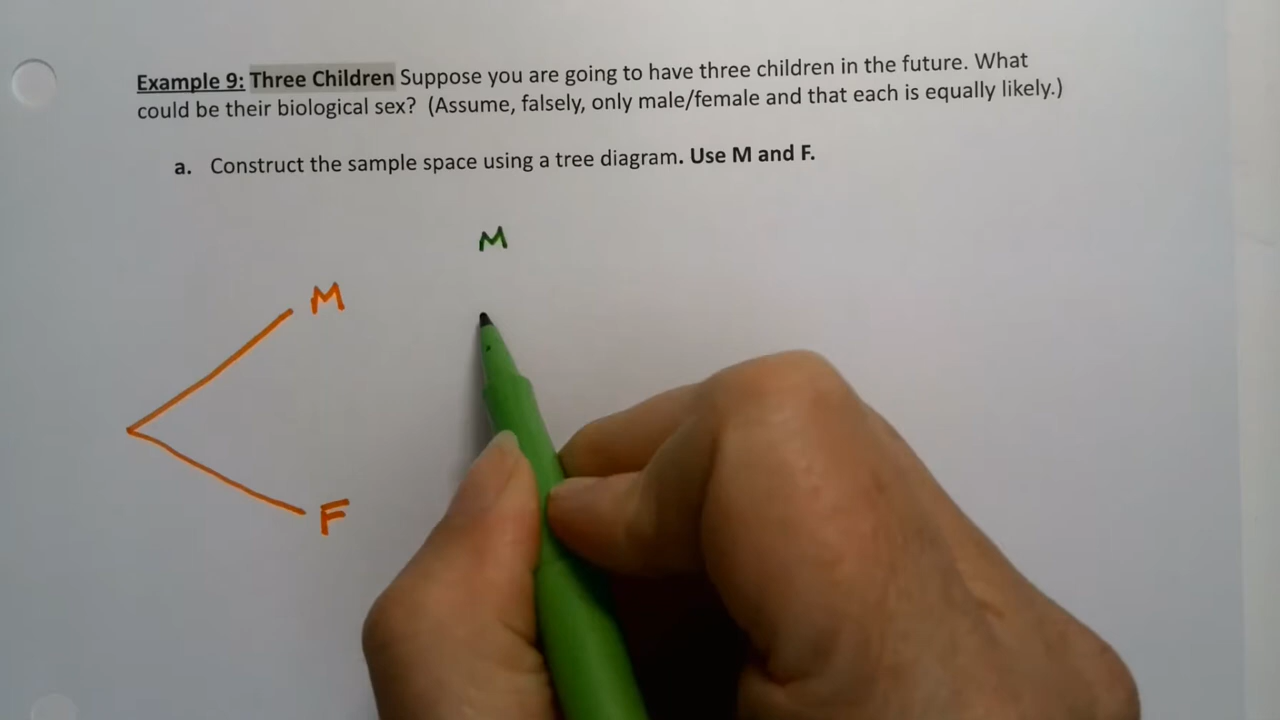 Example 9: Three Children Suppose you are going to have three children in the future. What
could be their biological sex? (Assume, falsely, only male/female and that each is equally likely.)
a. Construct the sample space using a tree diagram. Use M and F.
M
M
F